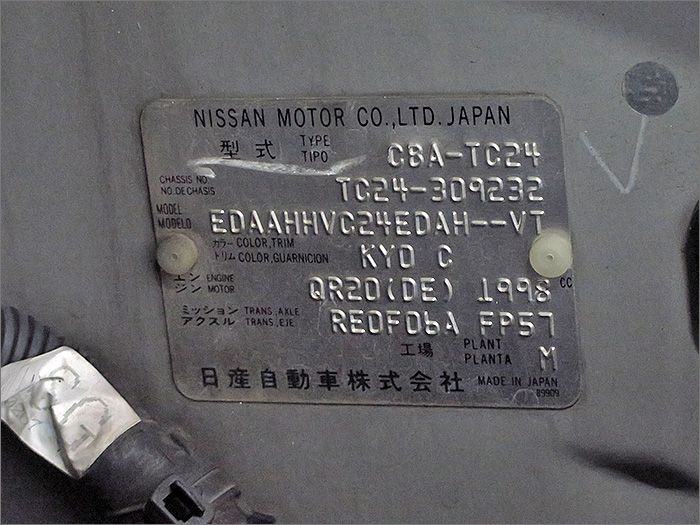 NISSAN MOTOR CO.,LTD. JAPAN
型式 TYPE TIPO CBA-TC24
CHASSIS NO. NO.DE CHASIS TC24-309232
MODEL MODELO EDAAHHVC24EDAH--VT
カラー COLOR,TRIM トリム COLOR,GUARNICION KY0 C
エンジン ENGINE MOTOR QR20(DE) 1998 CC
ミッション TRANS.,AXLE アクスル TRANS.,EJE RE0F06A FP57
工場 PLANT PLANTA M
日産自動車株式会社 MADE IN JAPAN
89909